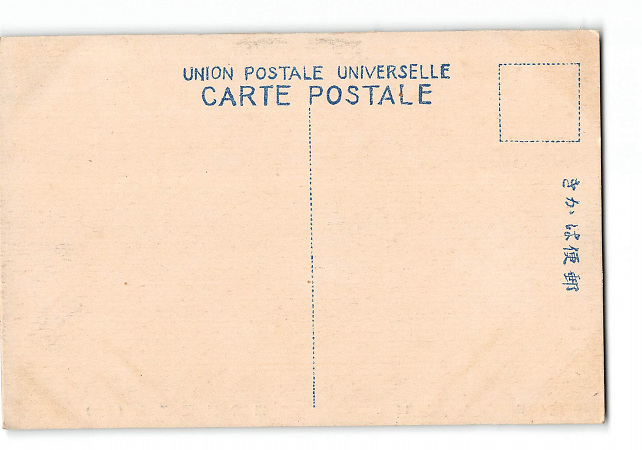 UNION POSTALE UNIVERSELLE
CARTE POSTALE
郵便はかき